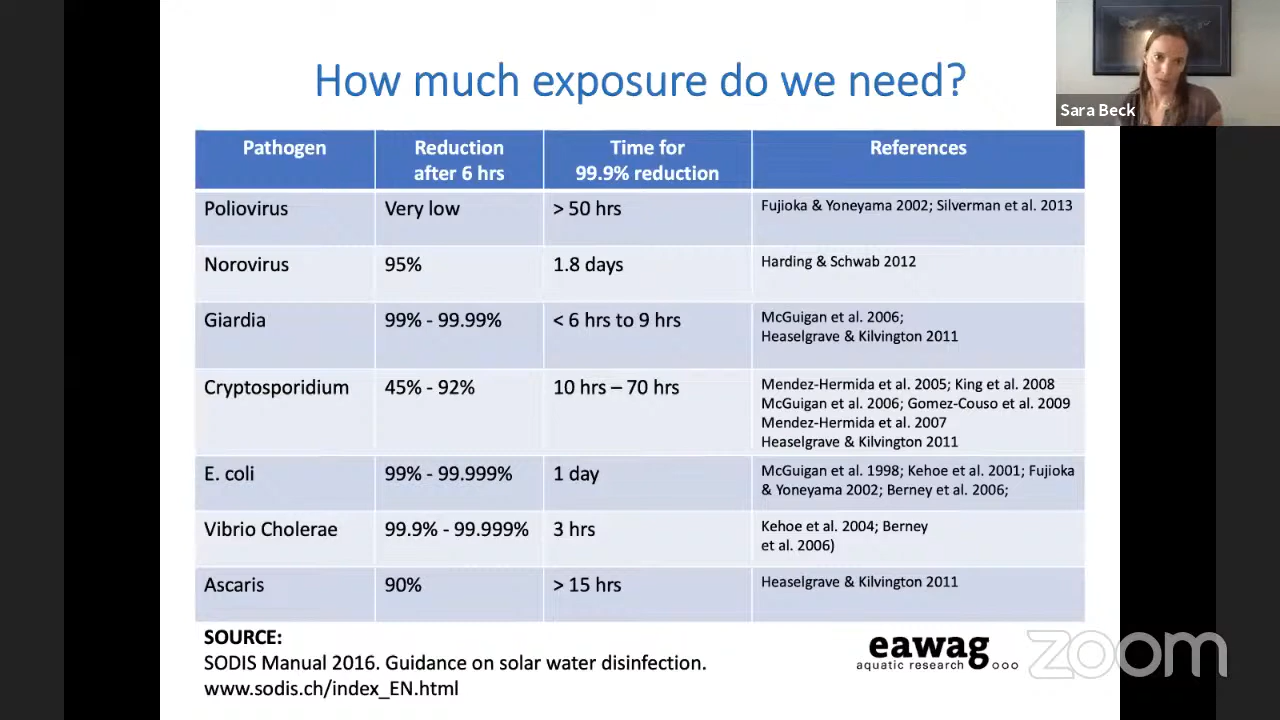 How much exposure do we need?
Sara Beck
Pathogen
Reduction
after 6 hrs
Time for
99.9% reduction
References
Poliovirus
Very low
> 50 hrs
Fujioka & Yoneyama 2002; Silverman et al. 2013
Norovirus
95%
1.8 days
Harding & Schwab 2012
Giardia
99% - 99.99%
< 6 hrs to 9 hrs
McGuigan et al. 2006;
Heaselgrave & Kilvington 2011
Cryptosporidium
45% - 92%
10 hrs – 70 hrs
Mendez-Hermida et al. 2005; King et al. 2008
McGuigan et al. 2006; Gomez-Couso et al. 2009
Mendez-Hermida et al. 2007
Heaselgrave & Kilvington 2011
E. coli
99% - 99.999%
1 day
McGuigan et al. 1998; Kehoe et al. 2001; Fujioka
& Yoneyama 2002; Berney et al. 2006;
Vibrio Cholerae
99.9% - 99.999%
3 hrs
Kehoe et al. 2004; Berney
et al. 2006)
Ascaris
90%
> 15 hrs
Heaselgrave & Kilvington 2011
SOURCE:
SODIS Manual 2016. Guidance on solar water disinfection.
www.sodis.ch/index_EN.html
eawag
aquatic research
zoom